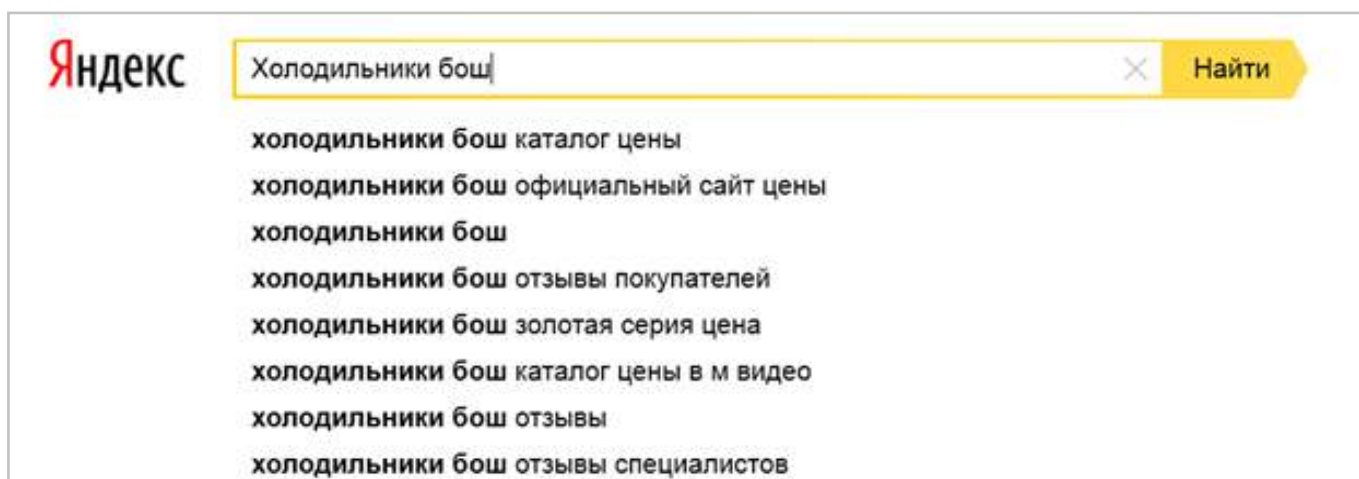 Яндекс Холодильники бош Найти
холодильники бош каталог цены
холодильники бош официальный сайт цены
холодильники бош
холодильники бош отзывы покупателей
холодильники бош золотая серия цена
холодильники бош каталог цены в м видео
холодильники бош отзывы
холодильники бош отзывы специалистов